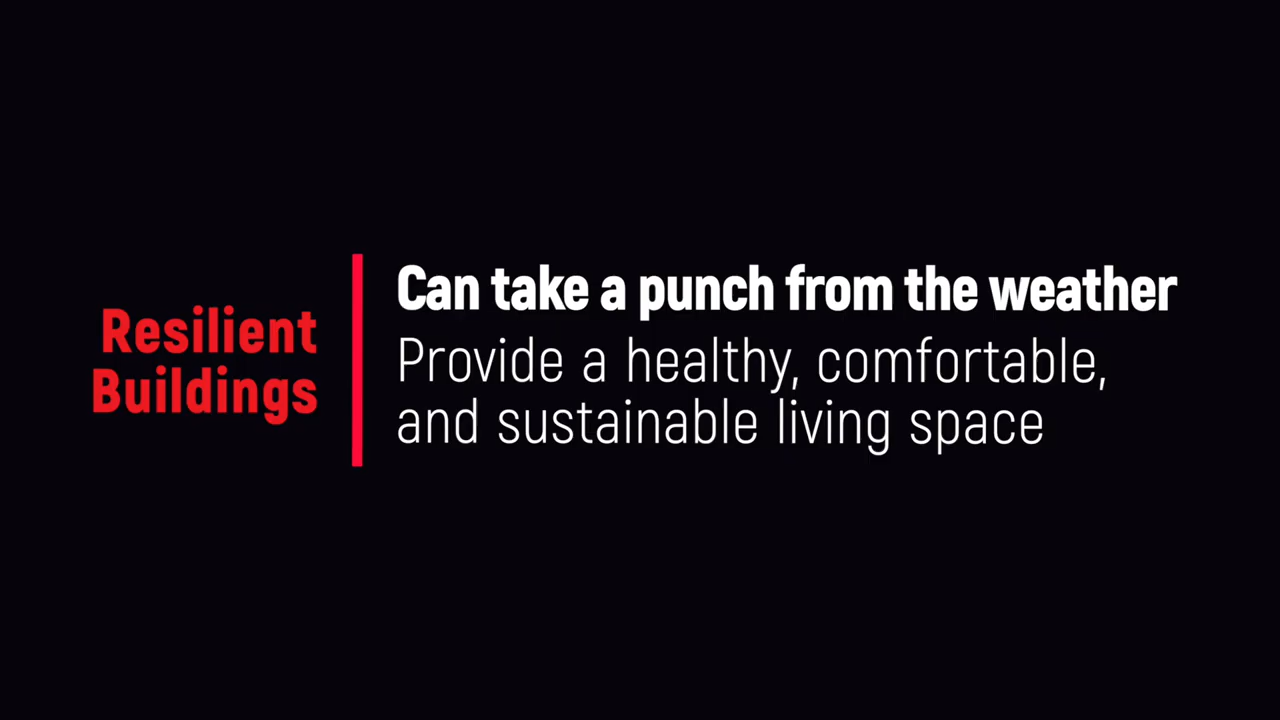 Resilient
Buildings
Can take a punch from the weather
Provide a healthy, comfortable,
and sustainable living space